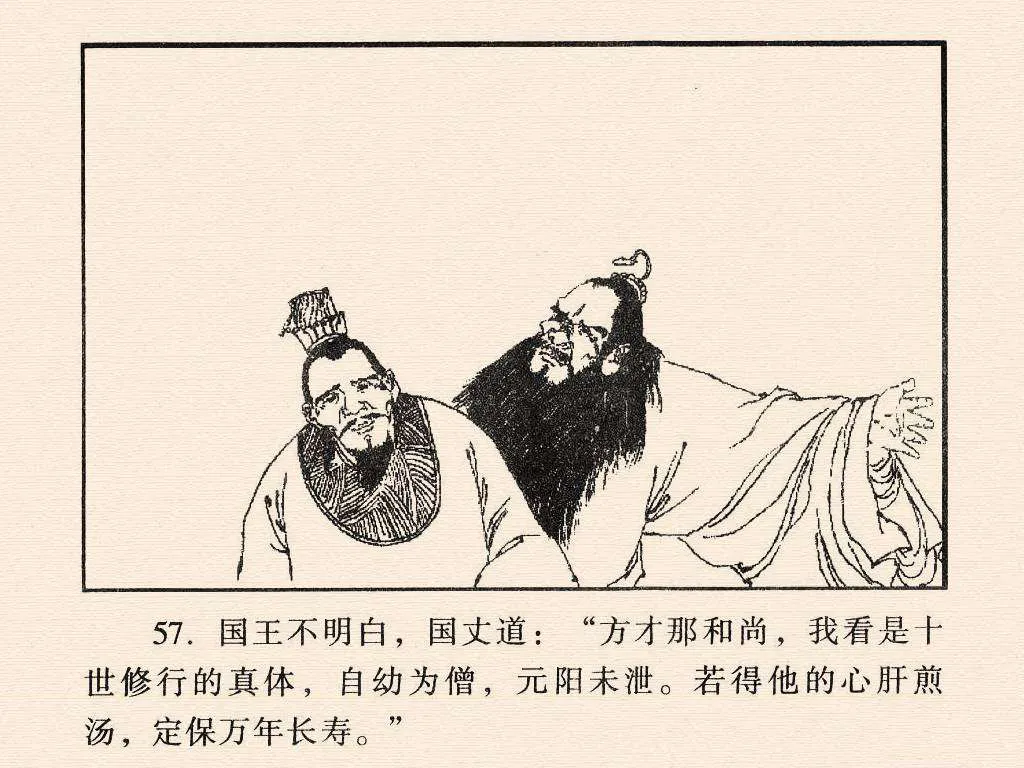 57. 国王不明白，国丈道：“方才那和尚，我看是十
世修行的真体，自幼为僧，元阳未泄。若得他的心肝煎
汤，定保万年长寿。”